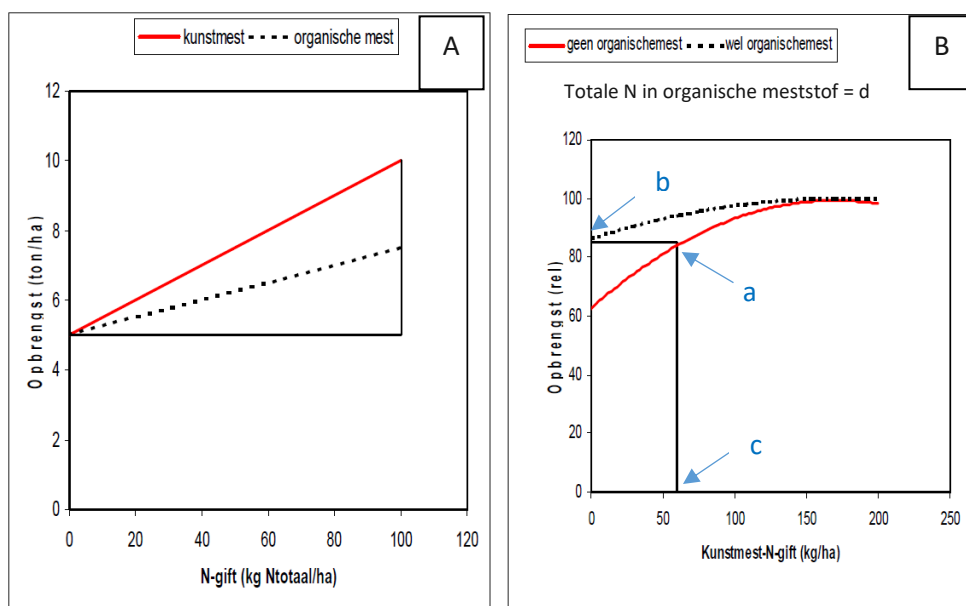 kunstmest organische mest
A
Opbrengst (ton/ha)
12
10
8
6
4
2
0
0 20 40 60 80 100 120
N-gift (kg Ntotaal/ha)
geen organischemest wel organischemest
B
Totale N in organische meststof = d
Opbrengst (rel)
120
100
80
60
40
20
0
b
a
c
0 50 100 150 200 250
Kunstmest-N-gift (kg/ha)